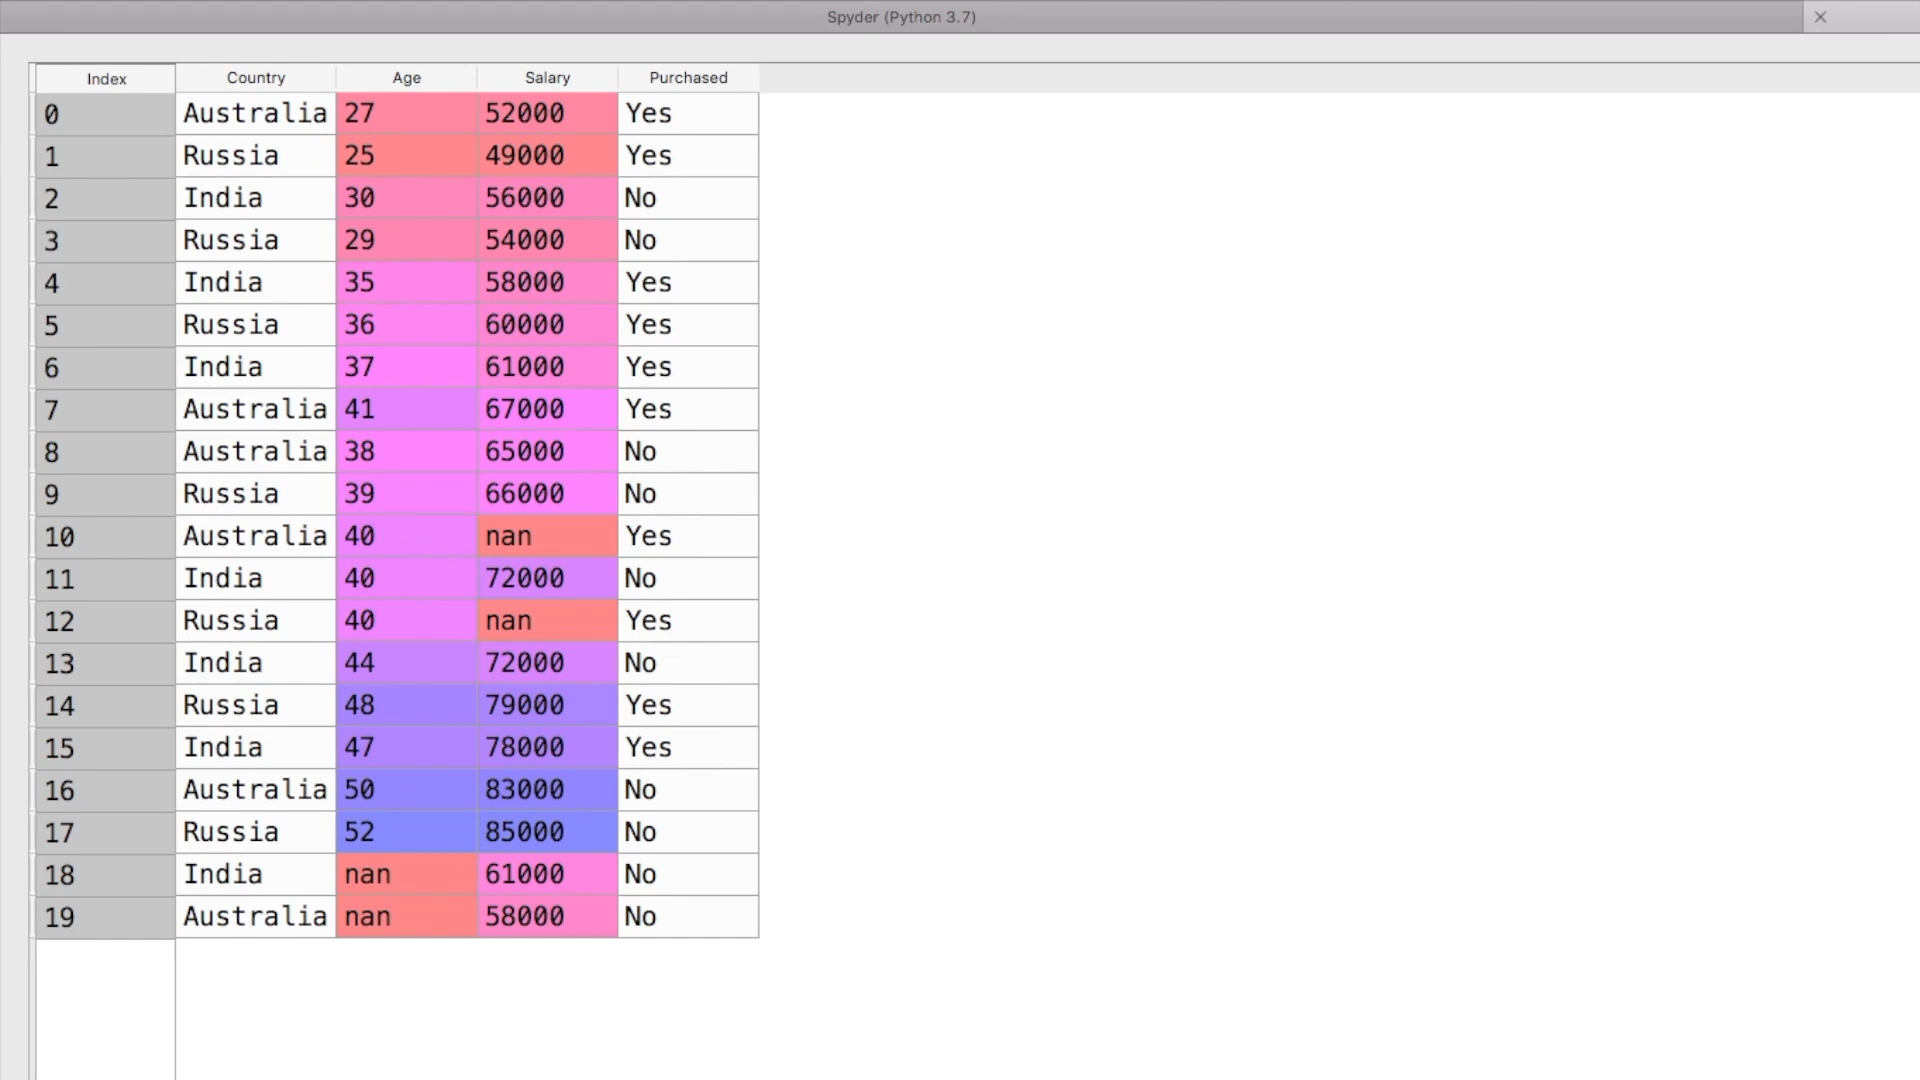 Spyder (Python 3.7)
Index Country Age Salary Purchased
0 Australia 27 52000 Yes
1 Russia 25 49000 Yes
2 India 30 56000 No
3 Russia 29 54000 No
4 India 35 58000 Yes
5 Russia 36 60000 Yes
6 India 37 61000 Yes
7 Australia 41 67000 Yes
8 Australia 38 65000 No
9 Russia 39 66000 No
10 Australia 40 nan Yes
11 India 40 72000 No
12 Russia 40 nan Yes
13 India 44 72000 No
14 Russia 48 79000 Yes
15 India 47 78000 Yes
16 Australia 50 83000 No
17 Russia 52 85000 No
18 India nan 61000 No
19 Australia nan 58000 No